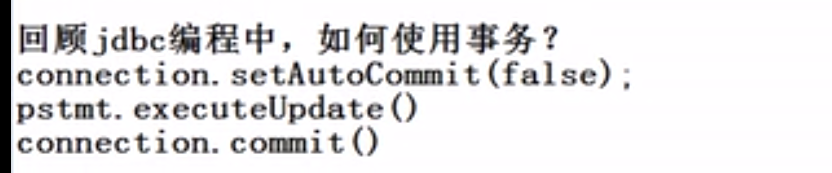 回顾jdbc编程中，如何使用事务？
connection.setAutoCommit(false);
pstmt.executeUpdate()
connection.commit()